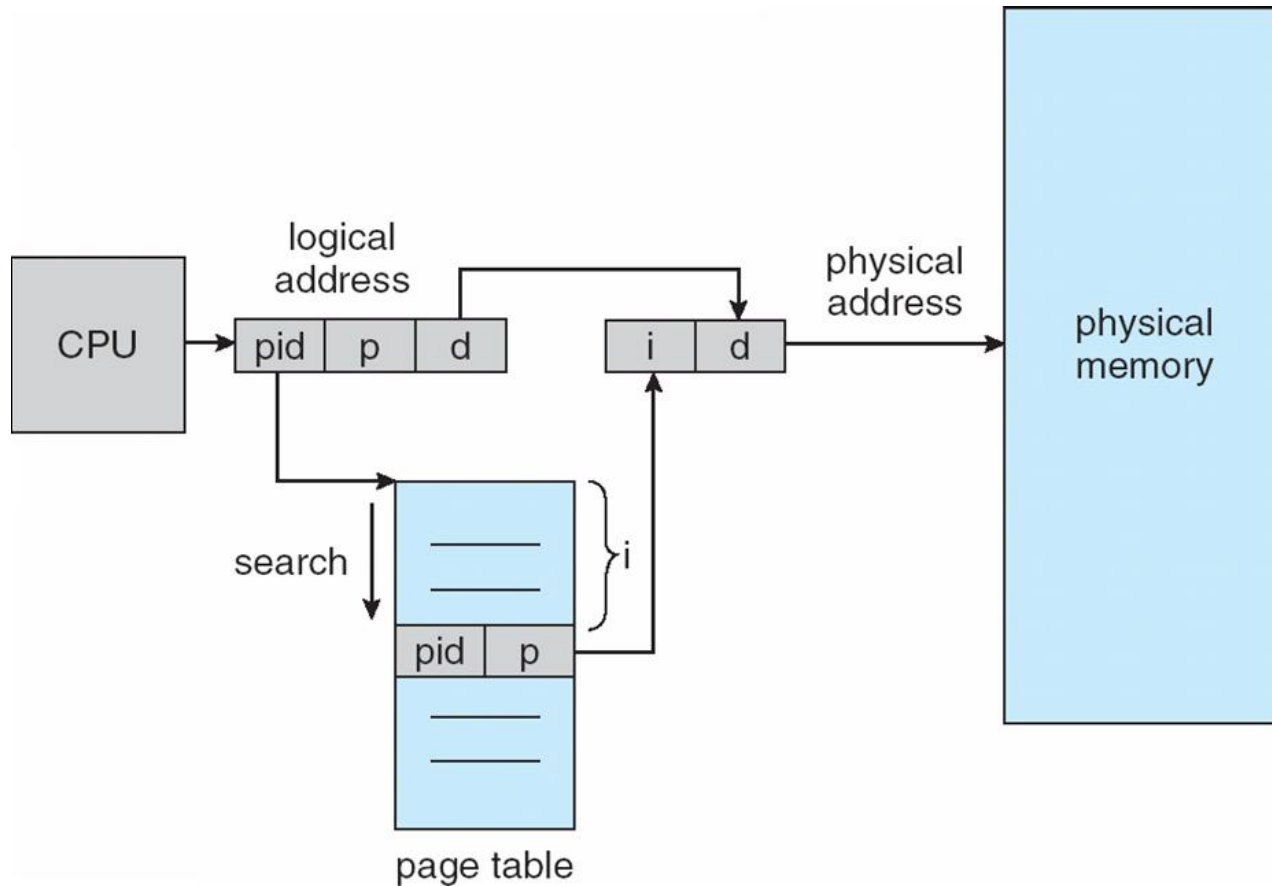 logical
address
physical
address
CPU
pid
p
d
i
d
physical
memory
search
i
pid
p
page table